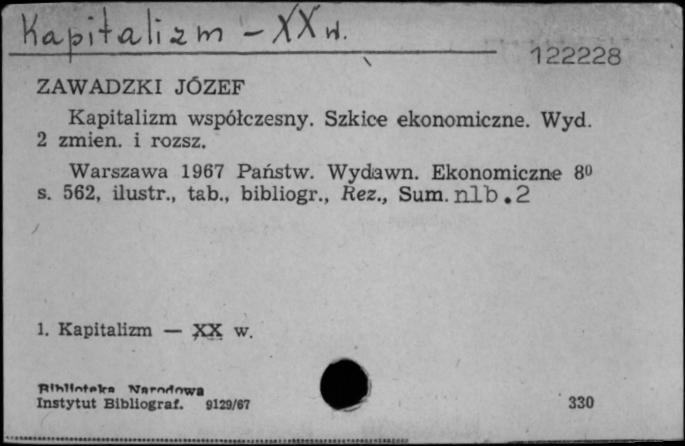 Kapitalizm - XX w.
122228
ZAWADZKI JÓZEF
Kapitalizm współczesny. Szkice ekonomiczne. Wyd.
2 zmien. i rozsz.
Warszawa 1967 Państw. Wydawn. Ekonomiczne 8⁰
s. 562, ilustr., tab., bibliogr., Rez., Sum. nlb.2
1. Kapitalizm — XX w.
Biblioteka Narodowa
Instytut Bibliograf. 9129/67 330